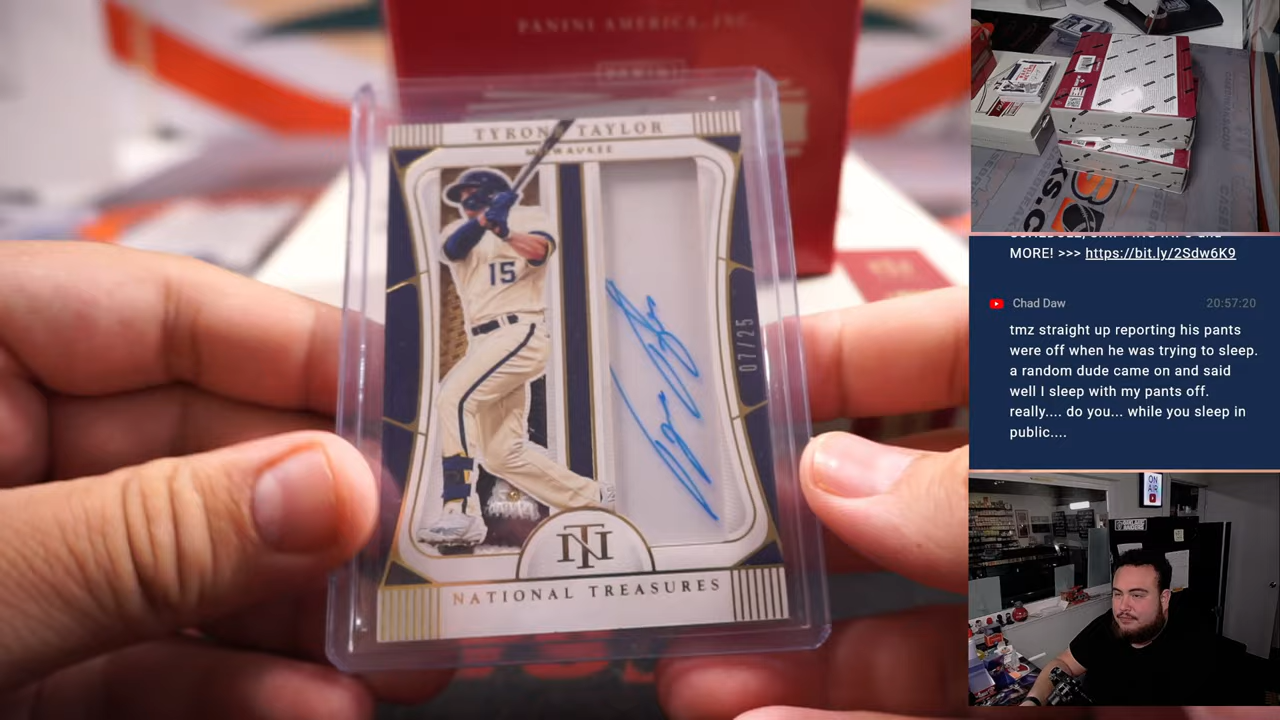 PANINI AMERICA, INC.
PANINI
TYRONE TAYLOR
MILWAUKEE
15
07/25
NT
NATIONAL TREASURES
MORE! >>> https://bit.ly/2Sdw6K9
Chad Daw 20:57:20
tmz straight up reporting his pants
were off when he was trying to sleep.
a random dude came on and said
well I sleep with my pants off.
really.... do you... while you sleep in
public....
ON
AIR